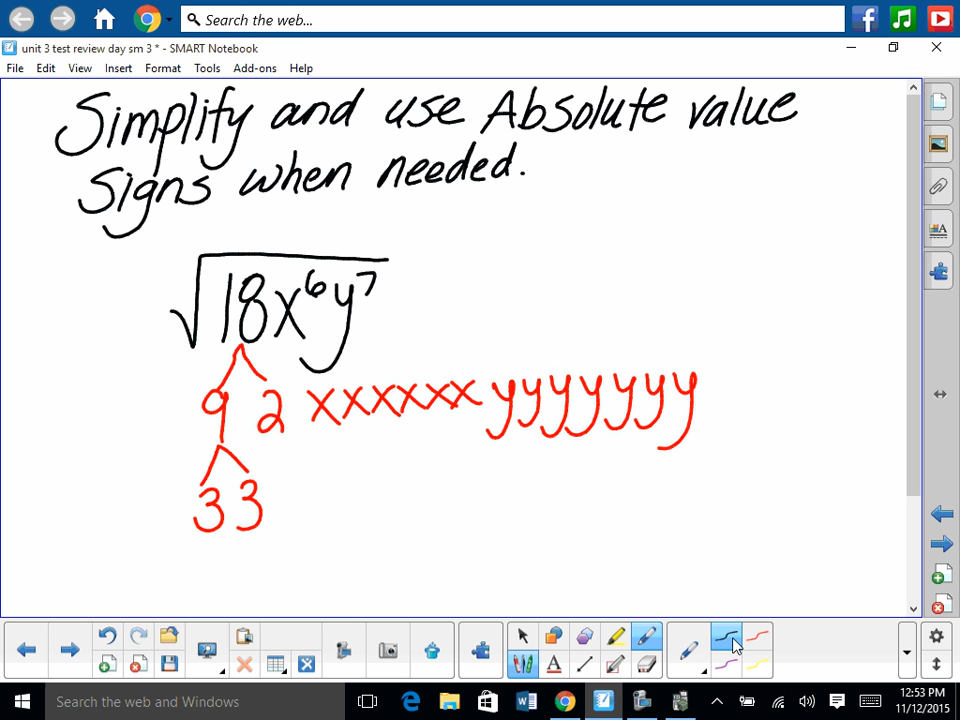 Search the web...
unit 3 test review day sm 3 * - SMART Notebook
File Edit View Insert Format Tools Add-ons Help
Simplify and use Absolute value
Signs when needed.
√18x⁶y⁷
9 2 xxxxxx yyyyyyy
3 3
A
Search the web and Windows
12:53 PM
11/12/2015